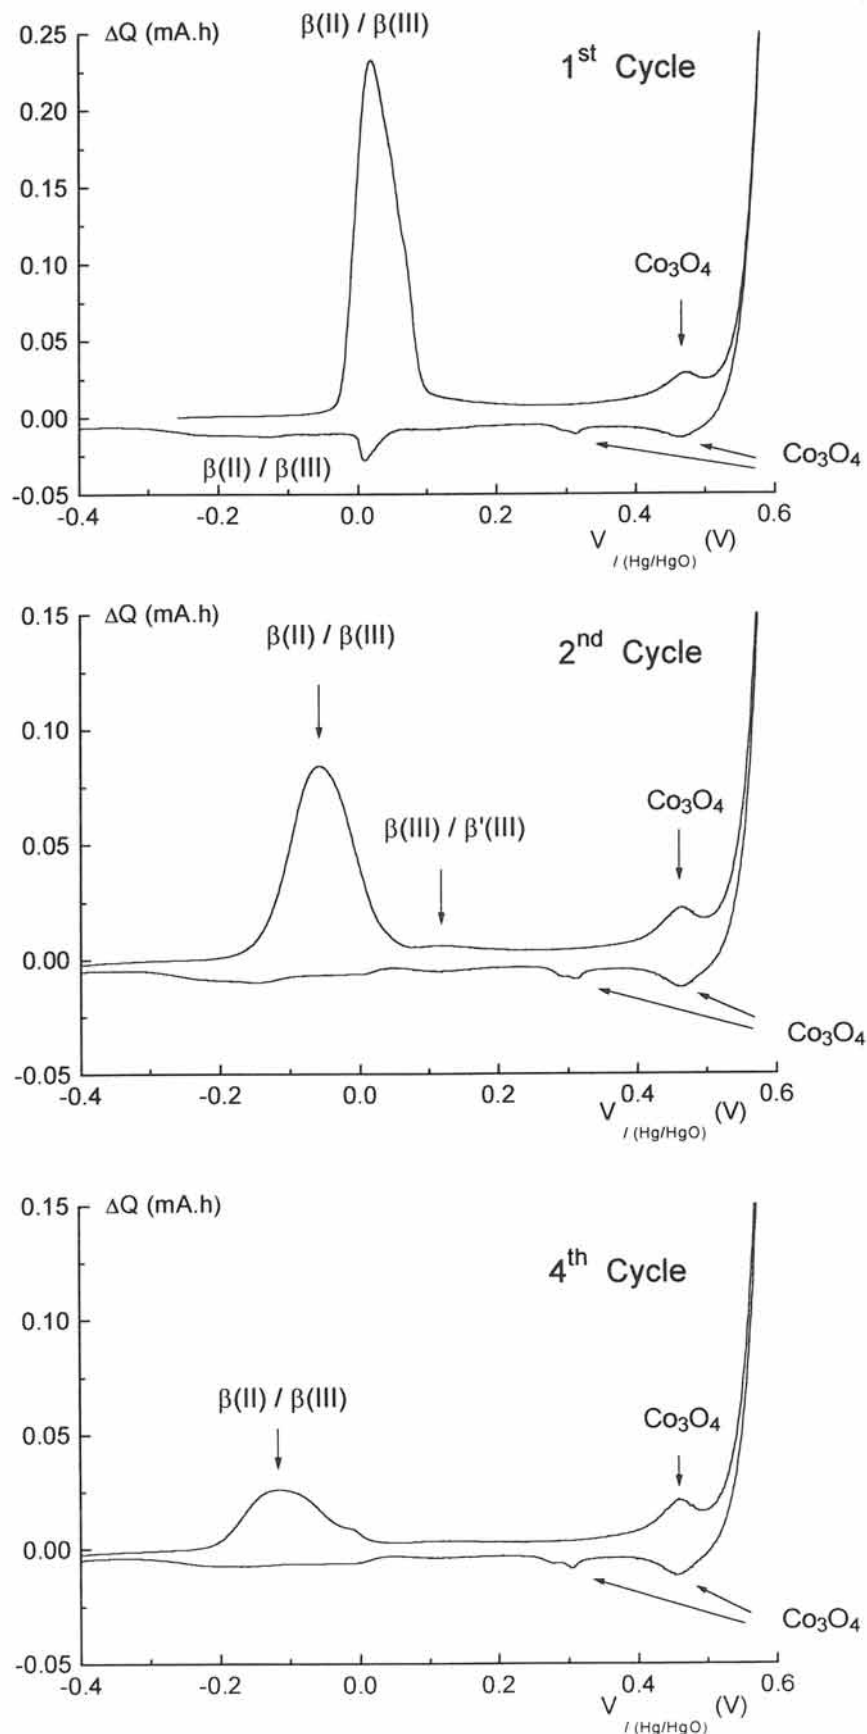 ΔQ (mA.h)
β(II) / β(III)
1st Cycle
0.25
0.20
0.15
0.10
Co3O4
0.05
0.00
β(II) / β(III)
Co3O4
-0.05
-0.4 -0.2 0.0 0.2 0.4 0.6
V / (Hg/HgO) (V)
0.15
ΔQ (mA.h)
β(II) / β(III)
2nd Cycle
0.10
Co3O4
β(III) / β'(III)
0.05
0.00
Co3O4
-0.05
-0.4 -0.2 0.0 0.2 0.4 0.6
V / (Hg/HgO) (V)
0.15
ΔQ (mA.h)
4th Cycle
0.10
β(II) / β(III)
Co3O4
0.05
0.00
Co3O4
-0.05
-0.4 -0.2 0.0 0.2 0.4 0.6
V / (Hg/HgO) (V)